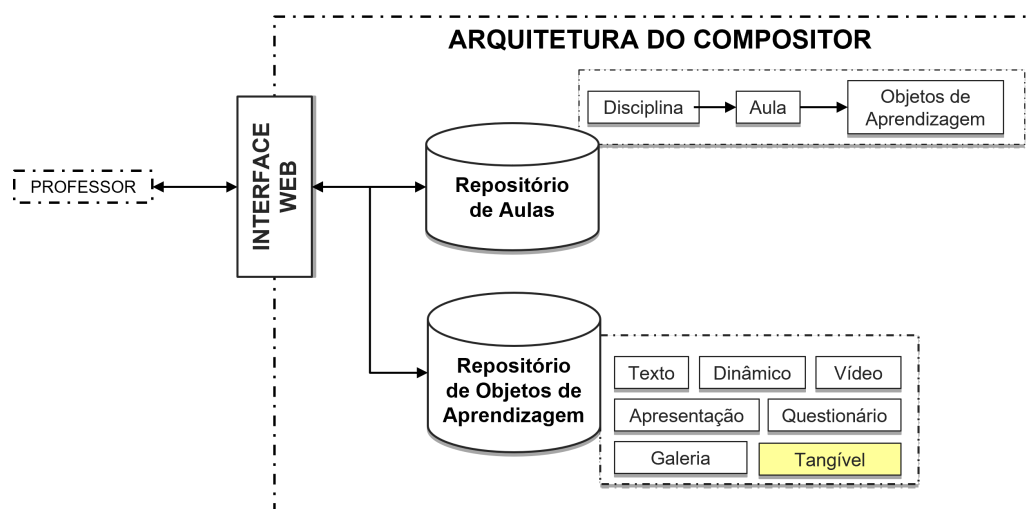 ARQUITETURA DO COMPOSITOR
Disciplina
Aula
Objetos de
Aprendizagem
PROFESSOR
INTERFACE
WEB
Repositório
de Aulas
Repositório
de Objetos de
Aprendizagem
Texto
Dinâmico
Vídeo
Apresentação
Questionário
Galeria
Tangível